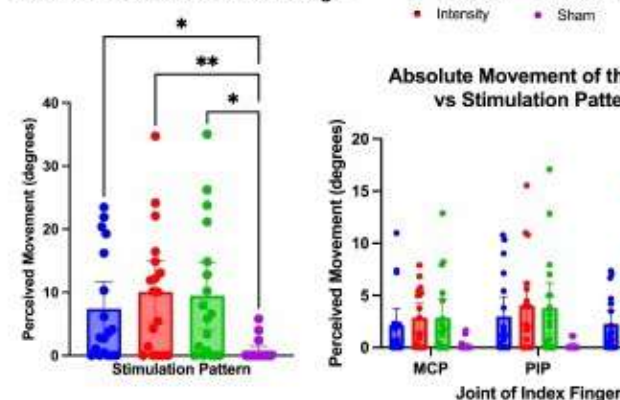 Intensity
Sham
*
**
*
Perceived Movement (degrees)
40
30
20
10
0
Stimulation Pattern
Absolute Movement of th
vs Stimulation Patte
Perceived Movement (degrees)
20
15
10
5
0
MCP
PIP
Joint of Index Finger